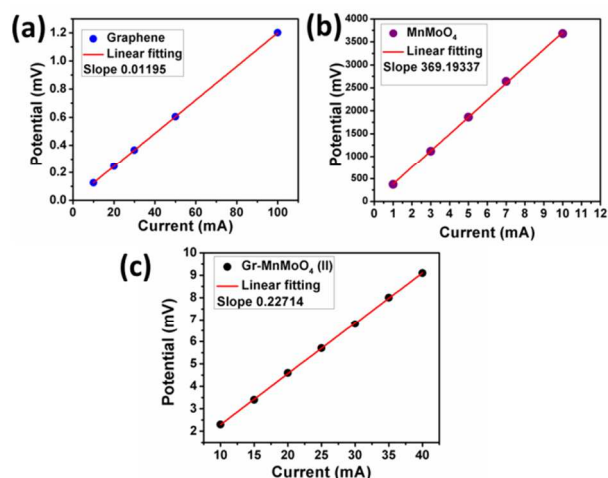 (a)
Graphene
Linear fitting
Slope 0.01195
Potential (mV)
1.2
1.0
0.8
0.6
0.4
0.2
0.0
0 20 40 60 80 100
Current (mA)
(b)
MnMoO₄
Linear fitting
Slope 369.19337
Potential (mV)
4000
3500
3000
2500
2000
1500
1000
500
0
0 1 2 3 4 5 6 7 8 9 10 11 12
Current (mA)
(c)
Gr-MnMoO₄ (II)
Linear fitting
Slope 0.22714
Potential (mV)
10
9
8
7
6
5
4
3
2
10 15 20 25 30 35 40
Current (mA)